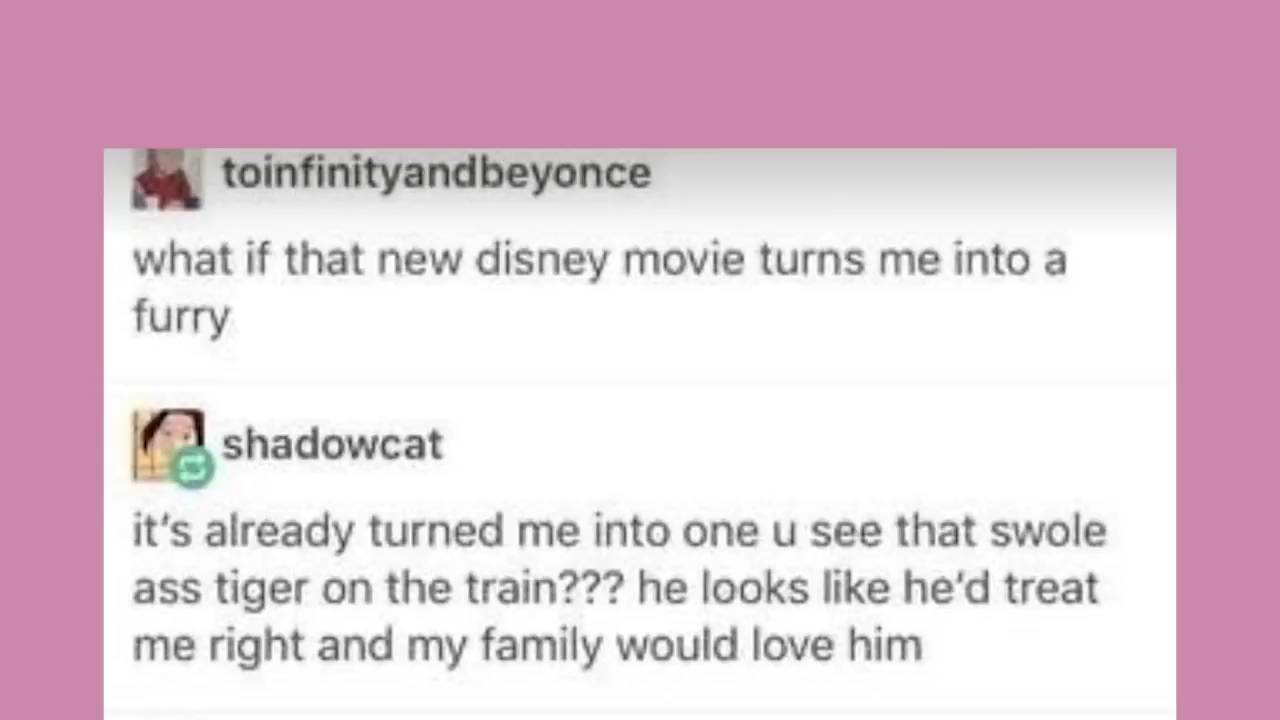 toinfinityandbeyonce
what if that new disney movie turns me into a
furry
shadowcat
it's already turned me into one u see that swole
ass tiger on the train??? he looks like he'd treat
me right and my family would love him